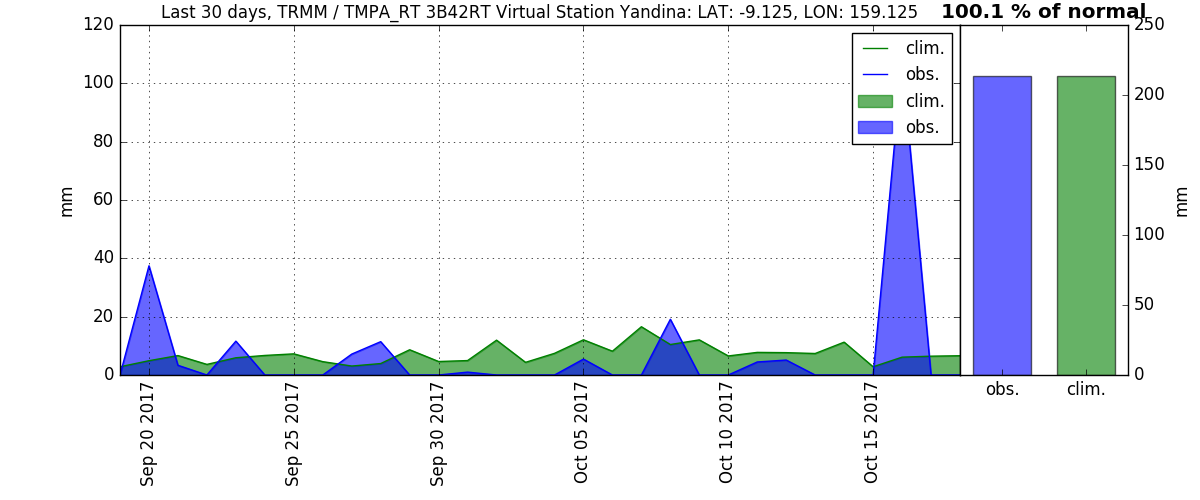 Last 30 days, TRMM / TMPA_RT 3B42RT Virtual Station Yandina: LAT: -9.125, LON: 159.125
100.1 % of normal
120
100
80
60
40
20
0
mm
clim.
obs.
clim.
obs.
250
200
150
100
50
0
mm
Sep 20 2017
Sep 25 2017
Sep 30 2017
Oct 05 2017
Oct 10 2017
Oct 15 2017
obs.
clim.